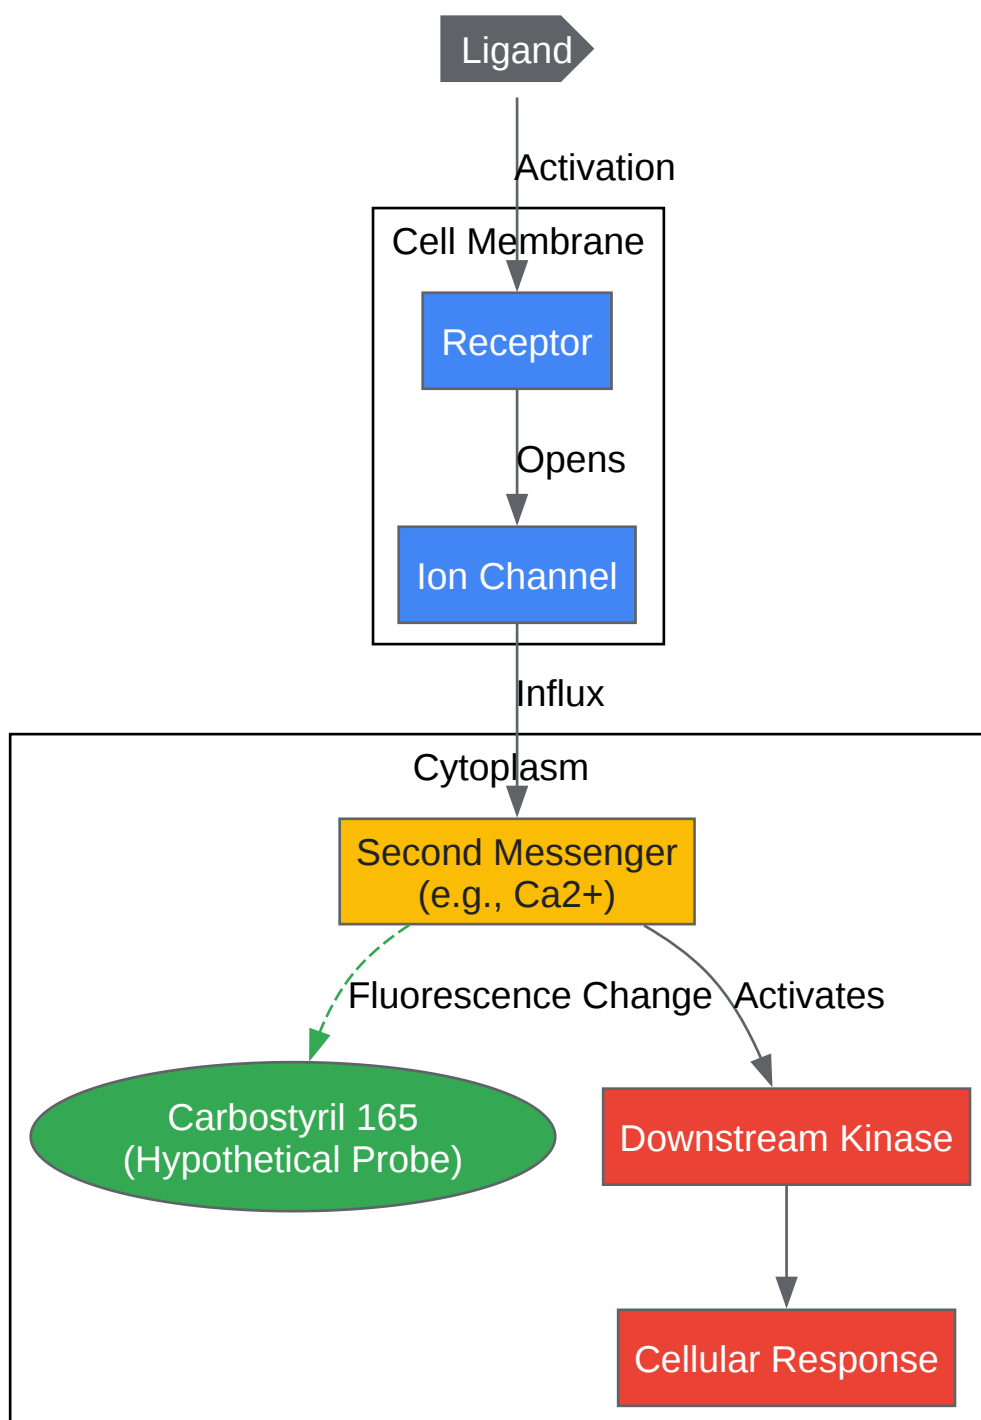 Ligand
Activation
Cell Membrane
Receptor
Opens
Ion Channel
Influx
Cytoplasm
Second Messenger
(e.g., Ca2+)
Fluorescence Change
Activates
Carbostyril 165
(Hypothetical Probe)
Downstream Kinase
Cellular Response